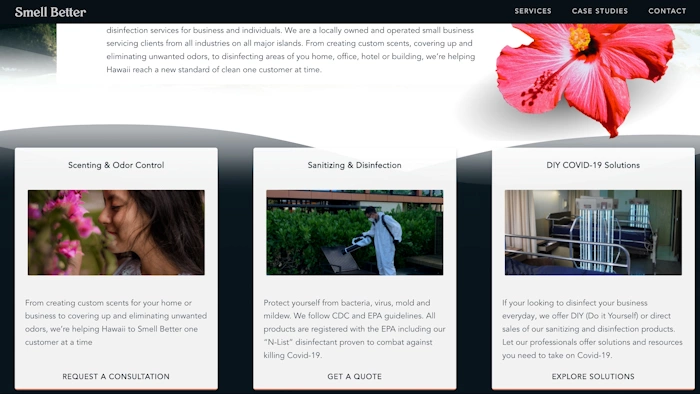 Smell Better
SERVICES CASE STUDIES CONTACT
disinfection services for business and individuals. We are a locally owned and operated small business
servicing clients from all industries on all major islands. From creating custom scents, covering up and
eliminating unwanted odors, to disinfecting areas of you home, office, hotel or building, we're helping
Hawaii reach a new standard of clean one customer at time.
Scenting & Odor Control
From creating custom scents for your home or
business to covering up and eliminating unwanted
odors, we're helping Hawaii to Smell Better one
customer at a time
REQUEST A CONSULTATION
Sanitizing & Disinfection
Protect yourself from bacteria, virus, mold and
mildew. We follow CDC and EPA guidelines. All
products are registered with the EPA including our
"N-List" disinfectant proven to combat against
killing Covid-19.
GET A QUOTE
DIY COVID-19 Solutions
If your looking to disinfect your business
everyday, we offer DIY (Do it Yourself) or direct
sales of our sanitizing and disinfection products.
Let our professionals offer solutions and resources
you need to take on Covid-19.
EXPLORE SOLUTIONS